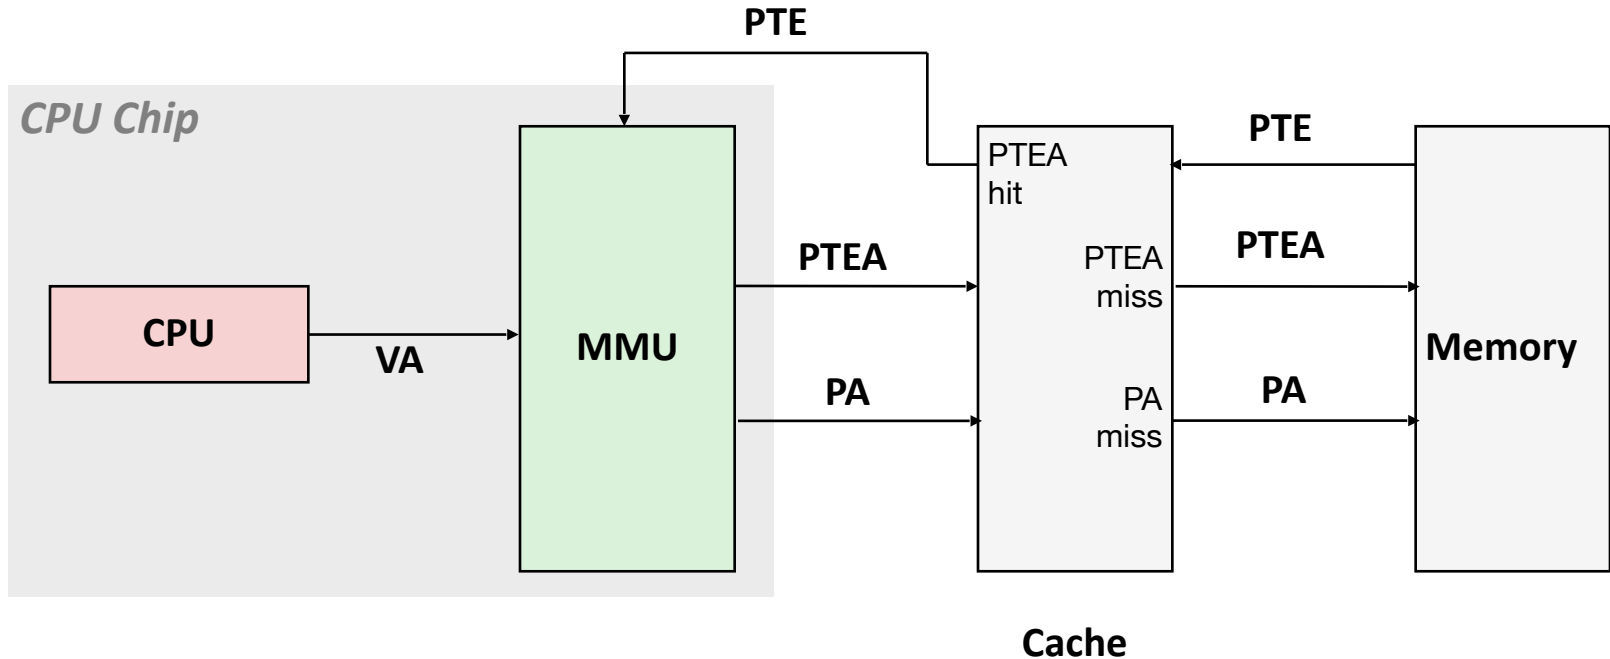 PTE
CPU Chip
PTEA
hit
PTE
PTEA
PTEA
miss
PTEA
CPU
VA
MMU
Memory
PA
PA
miss
PA
Cache